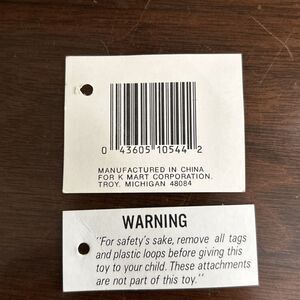 0 43605 10544 2
MANUFACTURED IN CHINA
FOR K MART CORPORATION.
TROY. MICHIGAN 48084
WARNING
"For safety's sake, remove all tags
and plastic loops before giving this
toy to your child. These attachments
are not part of this toy."